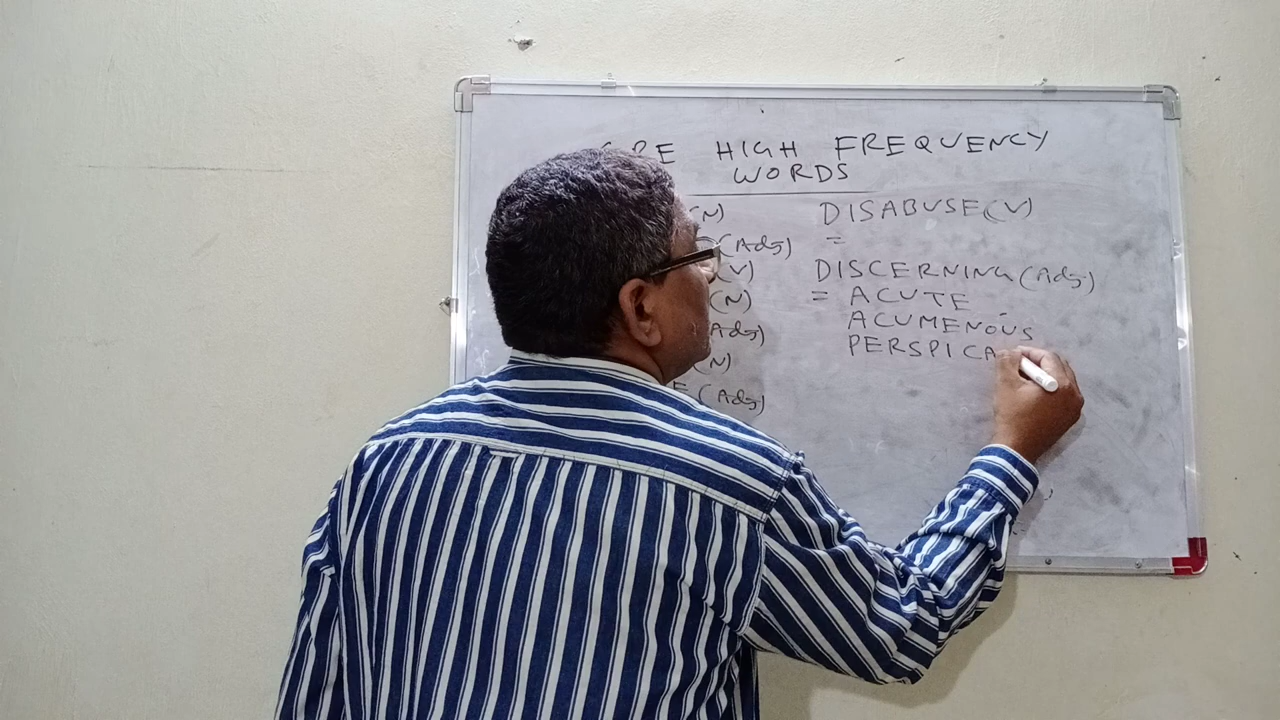 GRE HIGH FREQUENCY
WORDS
(N)
(Adj)
(V)
(N)
(Adj)
(N)
E (Adj)
DISABUSE (V)
=
DISCERNING (Adj)
= ACUTE
ACUMENOUS
PERSPICA